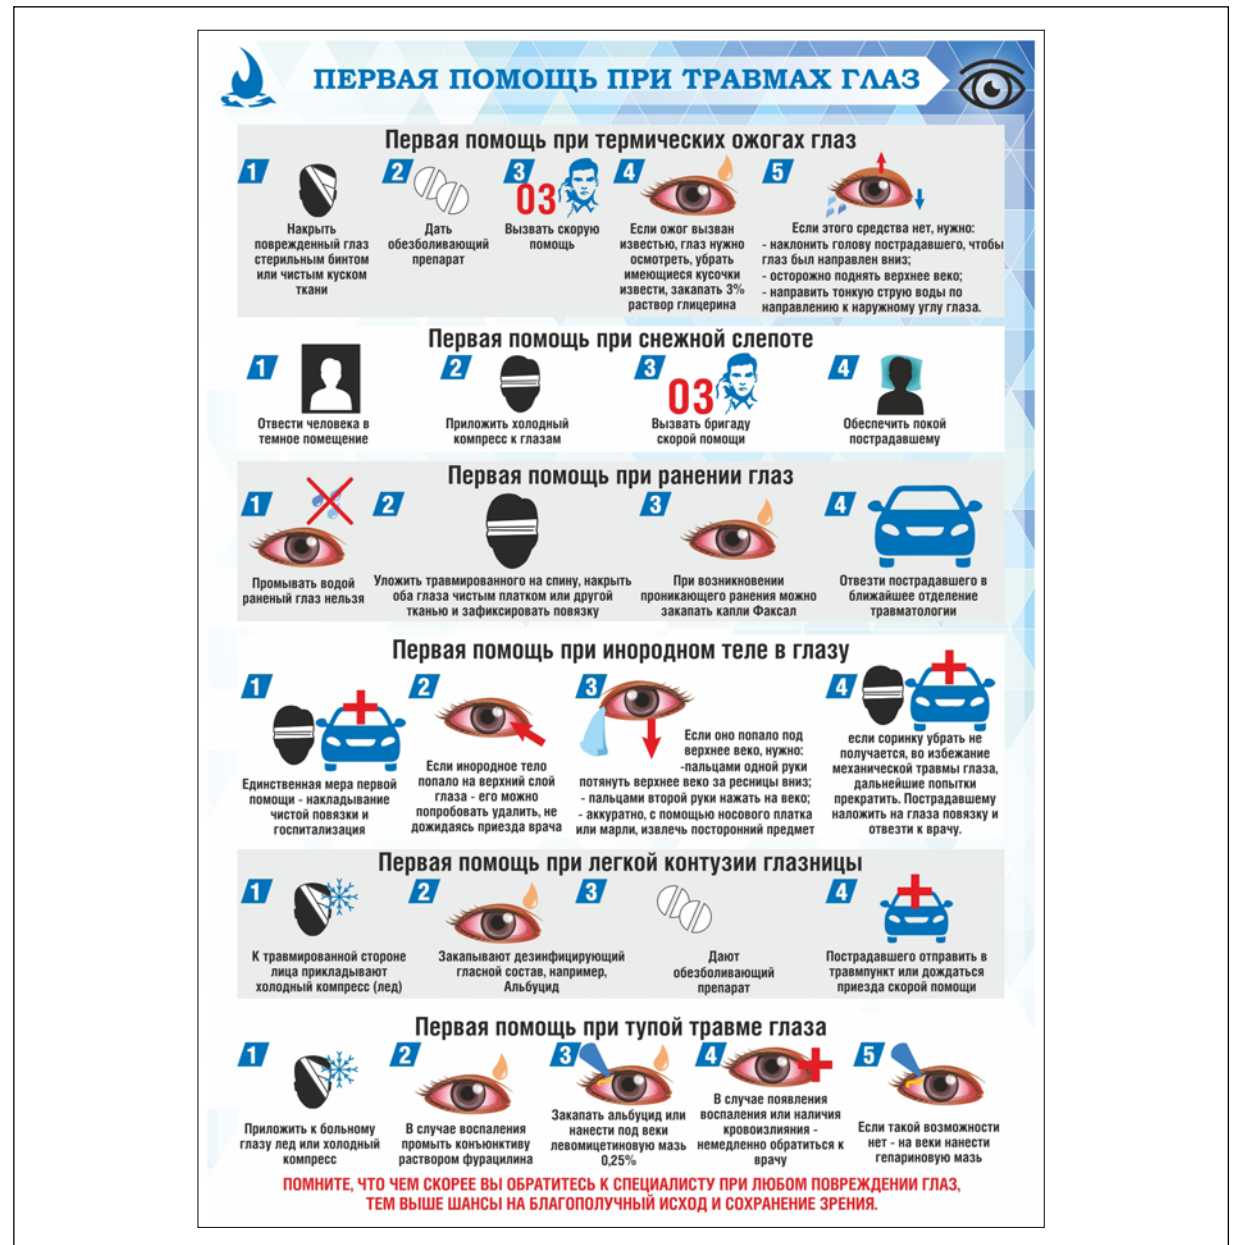 ПЕРВАЯ ПОМОЩЬ ПРИ ТРАВМАХ ГЛАЗ
Первая помощь при термических ожогах глаз
1
Накрыть
поврежденный глаз
стерильным бинтом
или чистым куском
ткани
2
Дать
обезболивающий
препарат
3
03
Вызвать скорую
помощь
4
Если ожог вызван
известью, глаз нужно
осмотреть, убрать
имеющиеся кусочки
извести, закапать 3%
раствор глицерина
5
Если этого средства нет, нужно:
- наклонить голову пострадавшего, чтобы
глаз был направлен вниз;
- осторожно поднять верхнее веко;
- направить тонкую струю воды по
направлению к наружному углу глаза.
Первая помощь при снежной слепоте
1
Отвести человека в
темное помещение
2
Приложить холодный
компресс к глазам
3
03
Вызвать бригаду
скорой помощи
4
Обеспечить покой
пострадавшему
Первая помощь при ранении глаз
1
Промывать водой
раненый глаз нельзя
2
Уложить травмированного на спину, накрыть
оба глаза чистым платком или другой
тканью и зафиксировать повязку
3
При возникновении
проникающего ранения можно
закапать капли Факсал
4
Отвезти пострадавшего в
ближайшее отделение
травматологии
Первая помощь при инородном теле в глазу
1
Единственная мера первой
помощи - накладывание
чистой повязки и
госпитализация
2
Если инородное тело
попало на верхний слой
глаза - его можно
попробовать удалить, не
дожидаясь приезда врача
3
Если оно попало под
верхнее веко, нужно:
-пальцами одной руки
потянуть верхнее веко за ресницы вниз;
- пальцами второй руки нажать на веко;
- аккуратно, с помощью носового платка
или марли, извлечь посторонний предмет
4
если соринку убрать не
получается, во избежание
механической травмы глаза,
дальнейшие попытки
прекратить. Пострадавшему
наложить на глаза повязку и
отвезти к врачу.
Первая помощь при легкой контузии глазницы
1
К травмированной стороне
лица прикладывают
холодный компресс (лед)
2
Закапывают дезинфицирующий
гласной состав, например,
Альбуцид
3
Дают
обезболивающий
препарат
4
Пострадавшего отправить в
травмпункт или дождаться
приезда скорой помощи
Первая помощь при тупой травме глаза
1
Приложить к больному
глазу лед или холодный
компресс
2
В случае воспаления
промыть конъюнктиву
раствором фурацилина
3
Закапать альбуцид или
нанести под веки
левомицетиновую мазь
0,25%
4
В случае появления
воспаления или наличия
кровоизлияния -
немедленно обратиться к
врачу
5
Если такой возможности
нет - на веки нанести
гепариновую мазь
ПОМНИТЕ, ЧТО ЧЕМ СКОРЕЕ ВЫ ОБРАТИТЕСЬ К СПЕЦИАЛИСТУ ПРИ ЛЮБОМ ПОВРЕЖДЕНИИ ГЛАЗ,
ТЕМ ВЫШЕ ШАНСЫ НА БЛАГОПОЛУЧНЫЙ ИСХОД И СОХРАНЕНИЕ ЗРЕНИЯ.